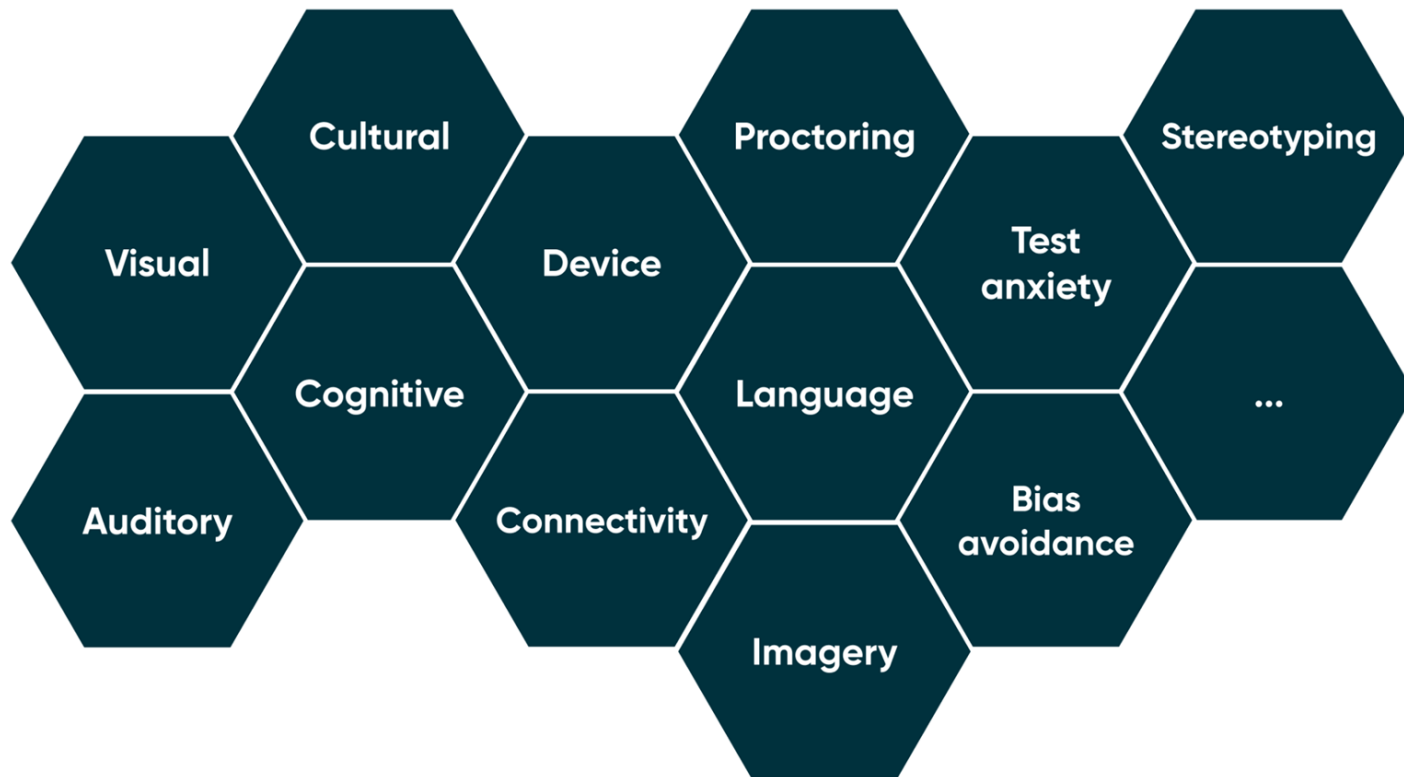 Cultural
Proctoring
Stereotyping
Visual
Device
Test
anxiety
Cognitive
Language
...
Auditory
Connectivity
Bias
avoidance
Imagery